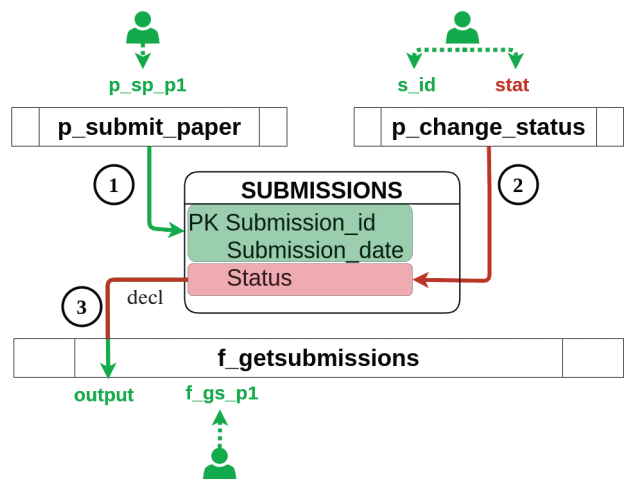 p_sp_p1
s_id
stat
p_submit_paper
p_change_status
1
2
SUBMISSIONS
PK Submission_id
Submission_date
Status
3
decl
f_getsubmissions
output
f_gs_p1